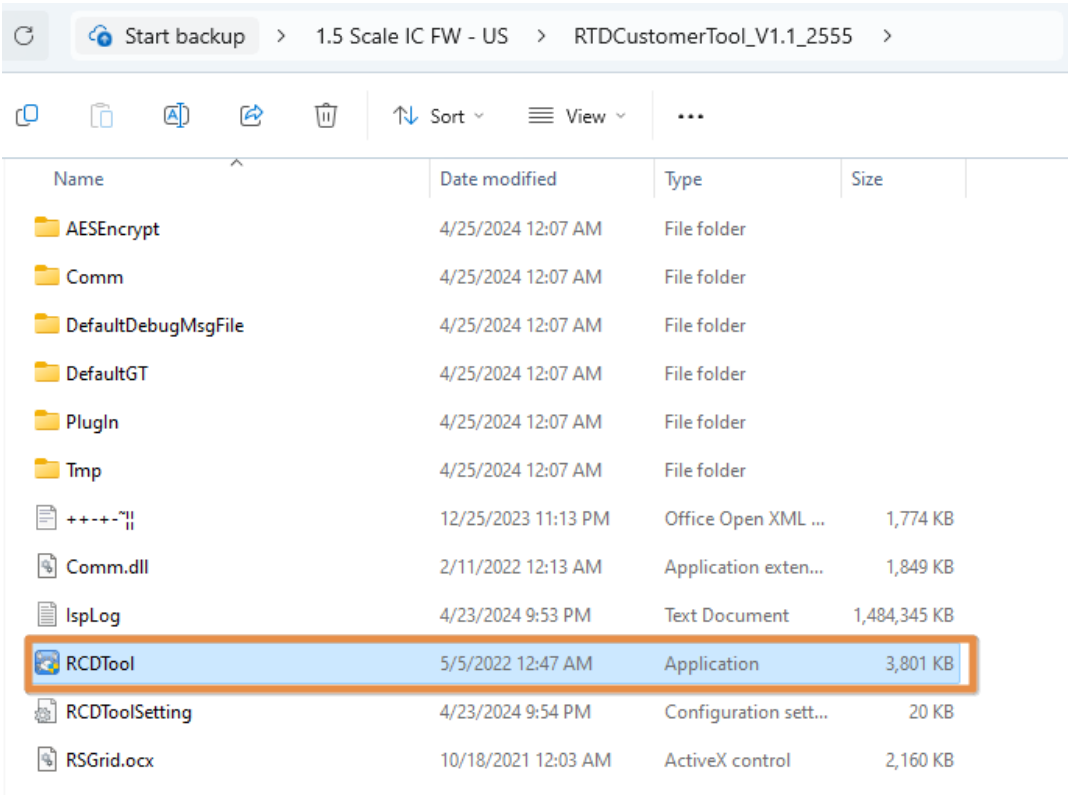 Start backup > 1.5 Scale IC FW - US > RTDCustomerTool_V1.1_2555 >
Sort View ...
Name Date modified Type Size
AESEncrypt 4/25/2024 12:07 AM File folder
Comm 4/25/2024 12:07 AM File folder
DefaultDebugMsgFile 4/25/2024 12:07 AM File folder
DefaultGT 4/25/2024 12:07 AM File folder
PlugIn 4/25/2024 12:07 AM File folder
Tmp 4/25/2024 12:07 AM File folder
++-+-˜¦¦ 12/25/2023 11:13 PM Office Open XML ... 1,774 KB
Comm.dll 2/11/2022 12:13 AM Application exten... 1,849 KB
IspLog 4/23/2024 9:53 PM Text Document 1,484,345 KB
RCDTool 5/5/2022 12:47 AM Application 3,801 KB
RCDToolSetting 4/23/2024 9:54 PM Configuration sett... 20 KB
RSGrid.ocx 10/18/2021 12:03 AM ActiveX control 2,160 KB